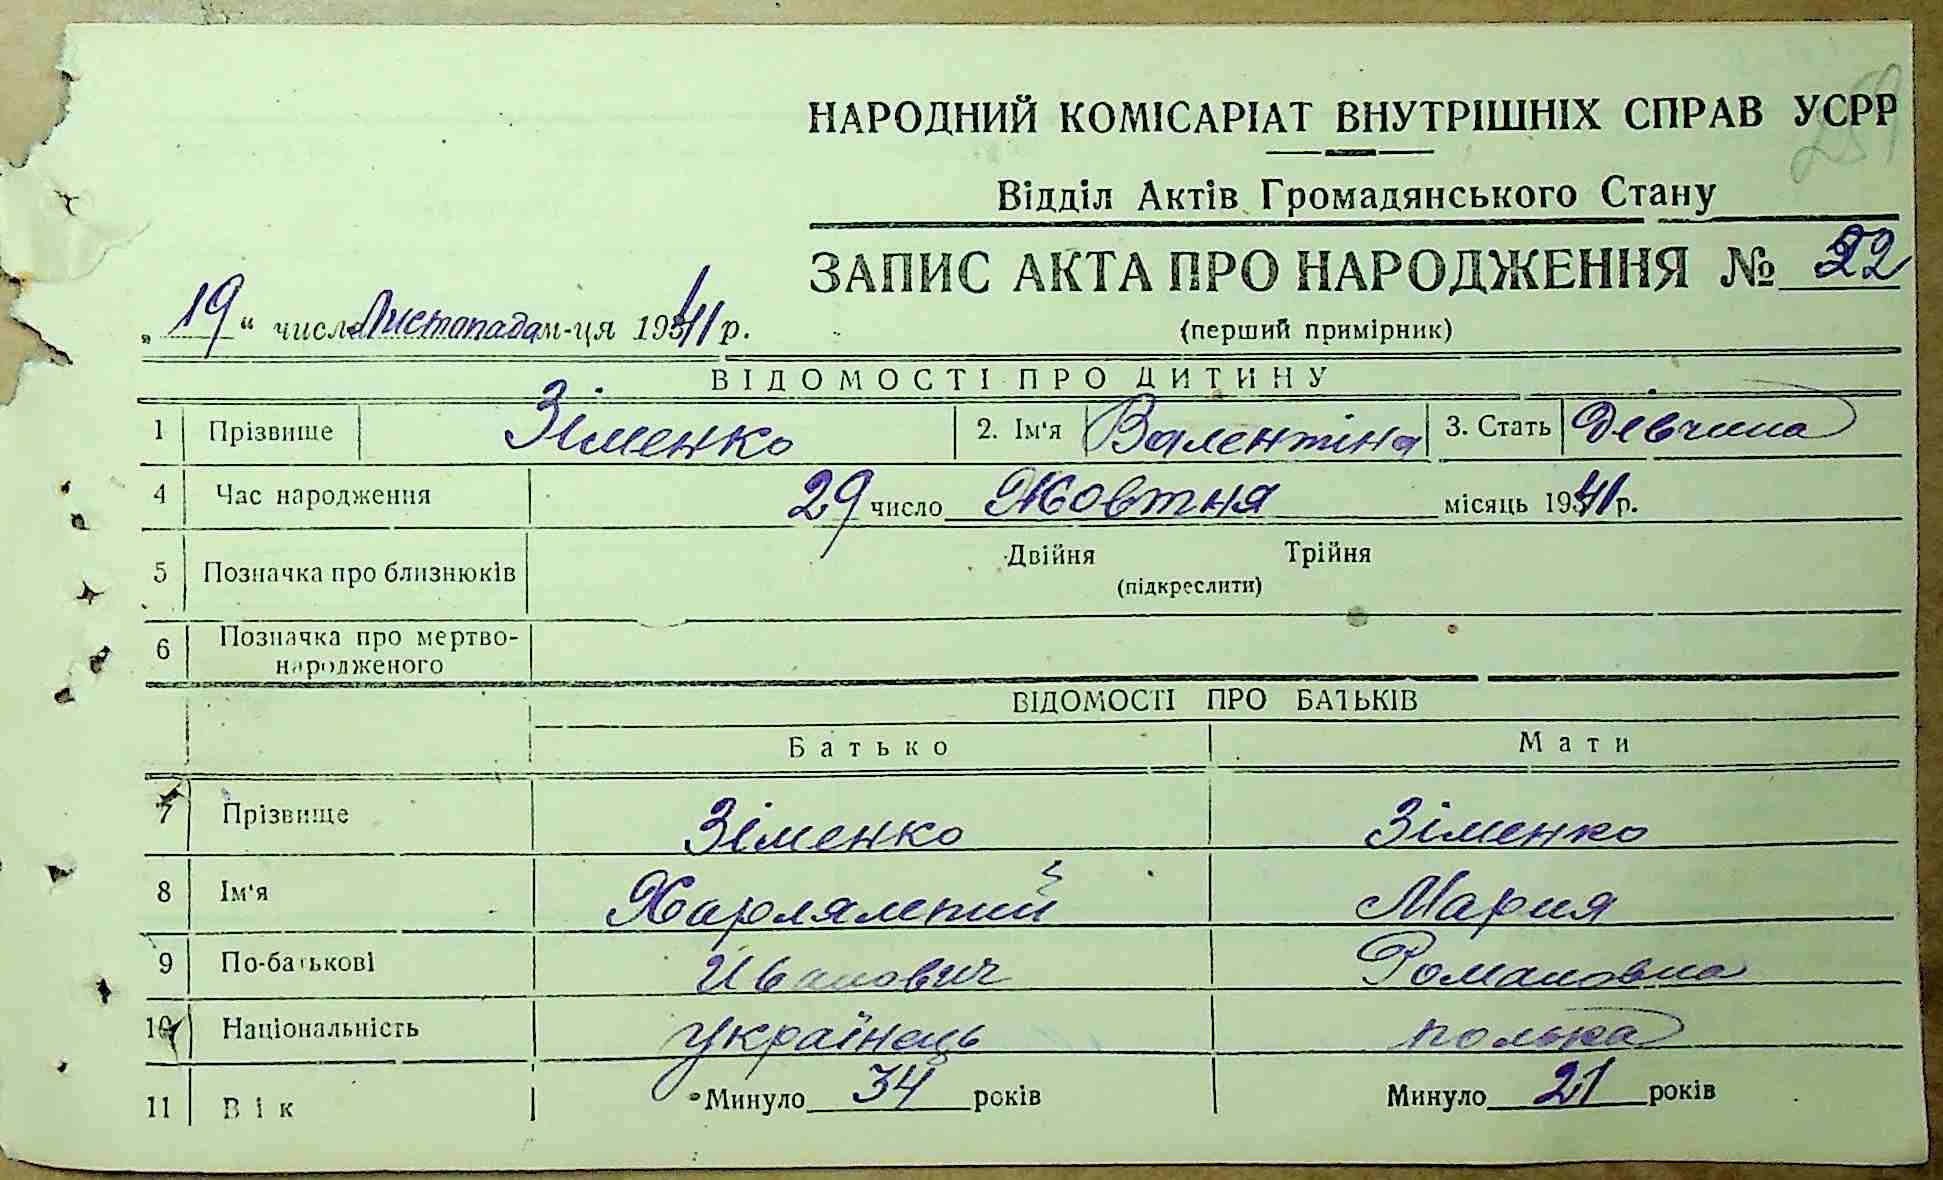 259
НАРОДНИЙ КОМІСАРІАТ ВНУТРІШНІХ СПРАВ УСРР
Відділ Актів Громадянського Стану
ЗАПИС АКТА ПРО НАРОДЖЕННЯ № 22
„19“ числ Листопада м-ця 1941 р.
(перший примірник)
ВІДОМОСТІ ПРО ДИТИНУ
1 Прізвище Зіменко 2. Ім'я Валентіна 3. Стать Дівчина
4 Час народження 29 число Жовтня місяць 1941 р.
5 Позначка про близнюків Двійня Трійня
(підкреслити)
6 Позначка про мертво-
народженого
ВІДОМОСТІ ПРО БАТЬКІВ
Батько Мати
7 Прізвище Зіменко Зіменко
8 Ім'я Харлямпий Мария
9 По-батькові Иванович Романовна
10 Національність українець полька
11 Вік Минуло 34 років Минуло 21 років